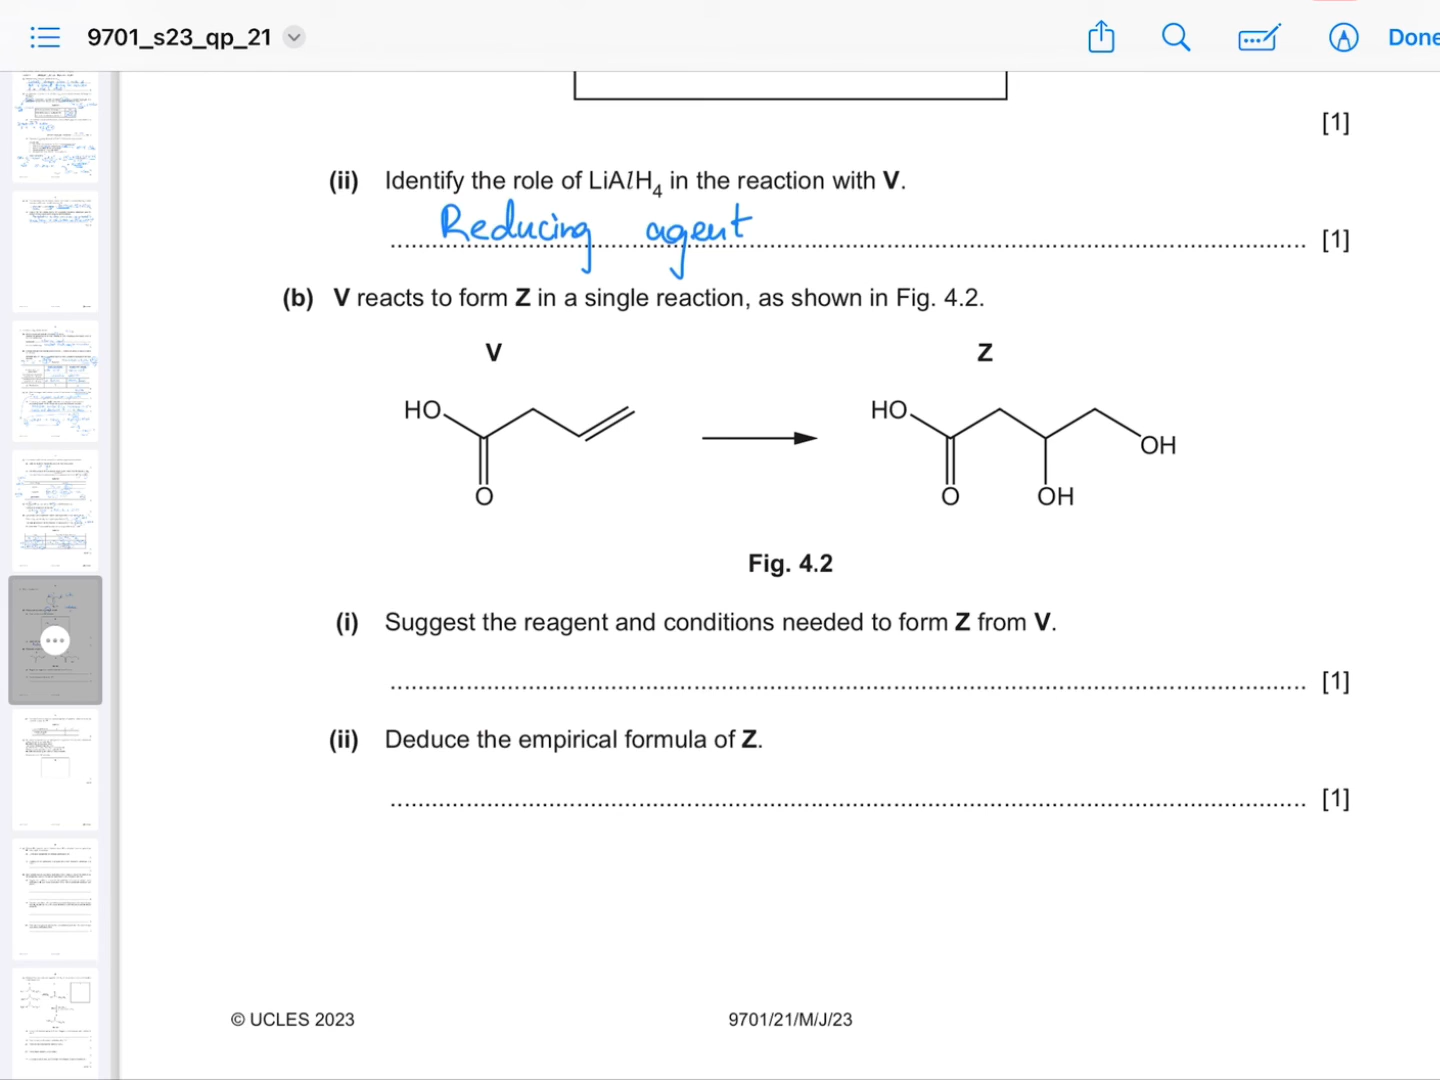 9701_s23_qp_21
Done
[1]
(ii) Identify the role of LiAlH4 in the reaction with V.
Reducing agent
[1]
(b) V reacts to form Z in a single reaction, as shown in Fig. 4.2.
V Z
HO HO
OH
O O OH
Fig. 4.2
(i) Suggest the reagent and conditions needed to form Z from V.
[1]
(ii) Deduce the empirical formula of Z.
[1]
© UCLES 2023 9701/21/M/J/23